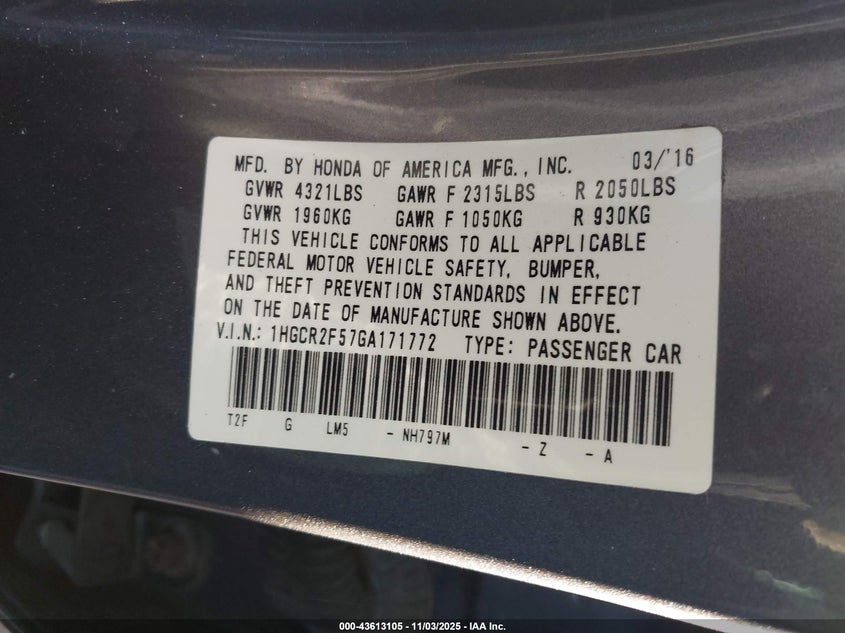 MFD. BY HONDA OF AMERICA MFG., INC. 03/'16
GVWR 4321LBS GAWR F 2315LBS R 2050LBS
GVWR 1960KG GAWR F 1050KG R 930KG
THIS VEHICLE CONFORMS TO ALL APPLICABLE
FEDERAL MOTOR VEHICLE SAFETY, BUMPER,
AND THEFT PREVENTION STANDARDS IN EFFECT
ON THE DATE OF MANUFACTURE SHOWN ABOVE.
V.I.N.: 1HGCR2F57GA171772 TYPE: PASSENGER CAR
T2F G LM5 - NH797M - Z - A
000-43613105 - 11/03/2025 - IAA Inc.